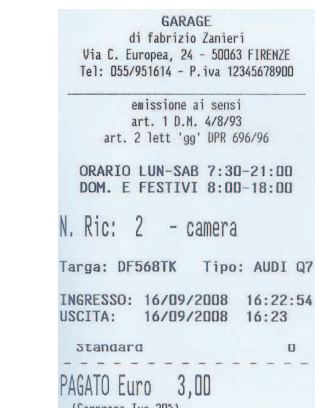 GARAGE
di fabrizio Zanieri
Via C. Europea, 24 - 50063 FIRENZE
Tel: 055/951614 - P.iva 12345678900
emissione ai sensi
art. 1 D.M. 4/8/93
art. 2 lett 'gg' DPR 696/96
ORARIO LUN-SAB 7:30-21:00
DOM. E FESTIVI 8:00-18:00
N. Ric: 2 - camera
Targa: DF568TK Tipo: AUDI Q7
INGRESSO: 16/09/2008 16:22:54
USCITA: 16/09/2008 16:23
Standard 0
PAGATO Euro 3,00